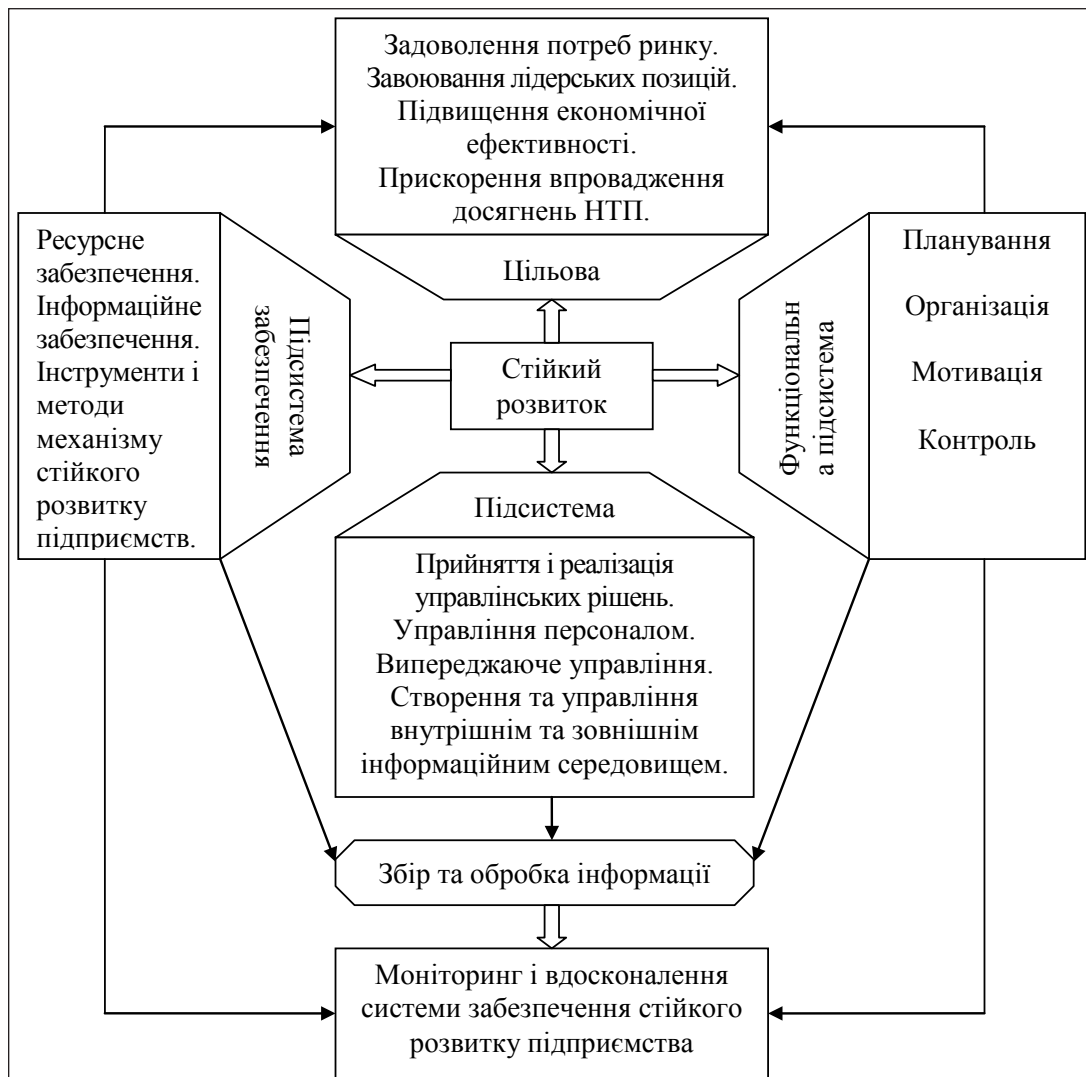 Задоволення потреб ринку.
Завоювання лідерських позицій.
Підвищення економічної
ефективності.
Прискорення впровадження
досягнень НТП.
Цільова
Ресурсне
забезпечення.
Інформаційне
забезпечення.
Інструменти і
методи
механізму
стійкого
розвитку
підприємств.
Підсистема
забезпечення
Стійкий
розвиток
Функціональн
а підсистема
Планування
Організація
Мотивація
Контроль
Підсистема
Прийняття і реалізація
управлінських рішень.
Управління персоналом.
Випереджаюче управління.
Створення та управління
внутрішнім та зовнішнім
інформаційним середовищем.
Збір та обробка інформації
Моніторинг і вдосконалення
системи забезпечення стійкого
розвитку підприємства